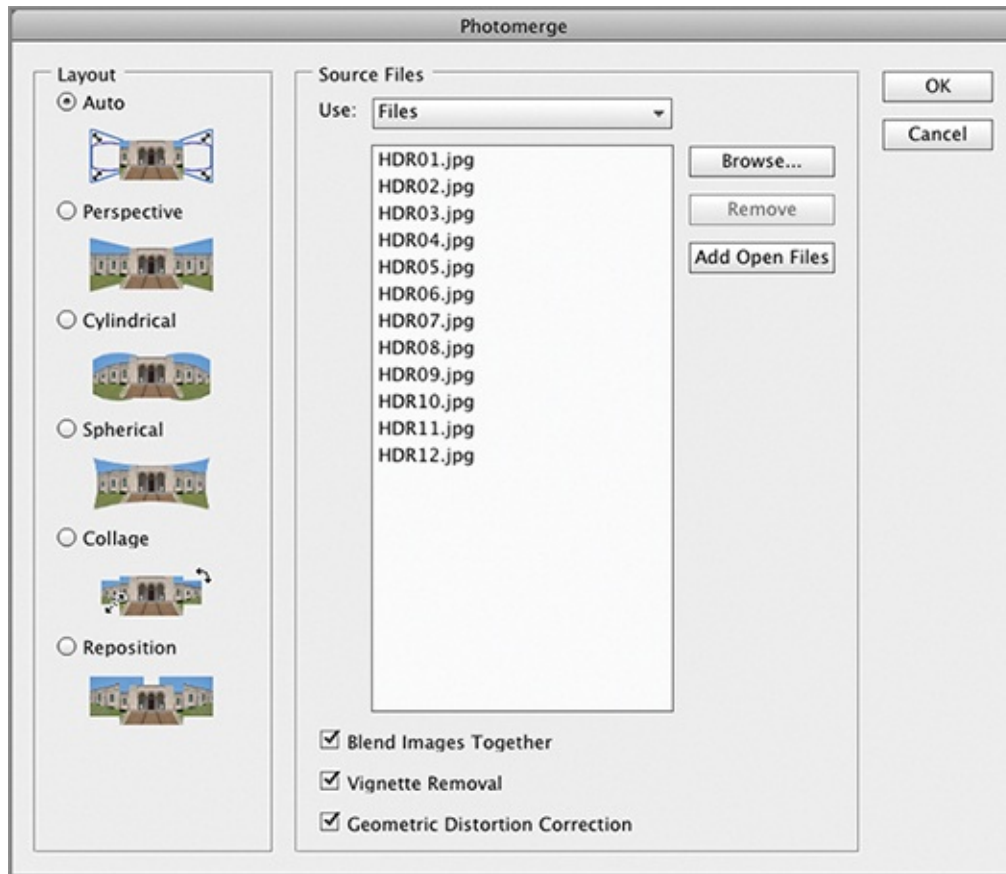 Photomerge
Layout
Auto
Perspective
Cylindrical
Spherical
Collage
Reposition
Source Files
Use: Files
HDR01.jpg
HDR02.jpg
HDR03.jpg
HDR04.jpg
HDR05.jpg
HDR06.jpg
HDR07.jpg
HDR08.jpg
HDR09.jpg
HDR10.jpg
HDR11.jpg
HDR12.jpg
Browse...
Remove
Add Open Files
Blend Images Together
Vignette Removal
Geometric Distortion Correction
OK
Cancel